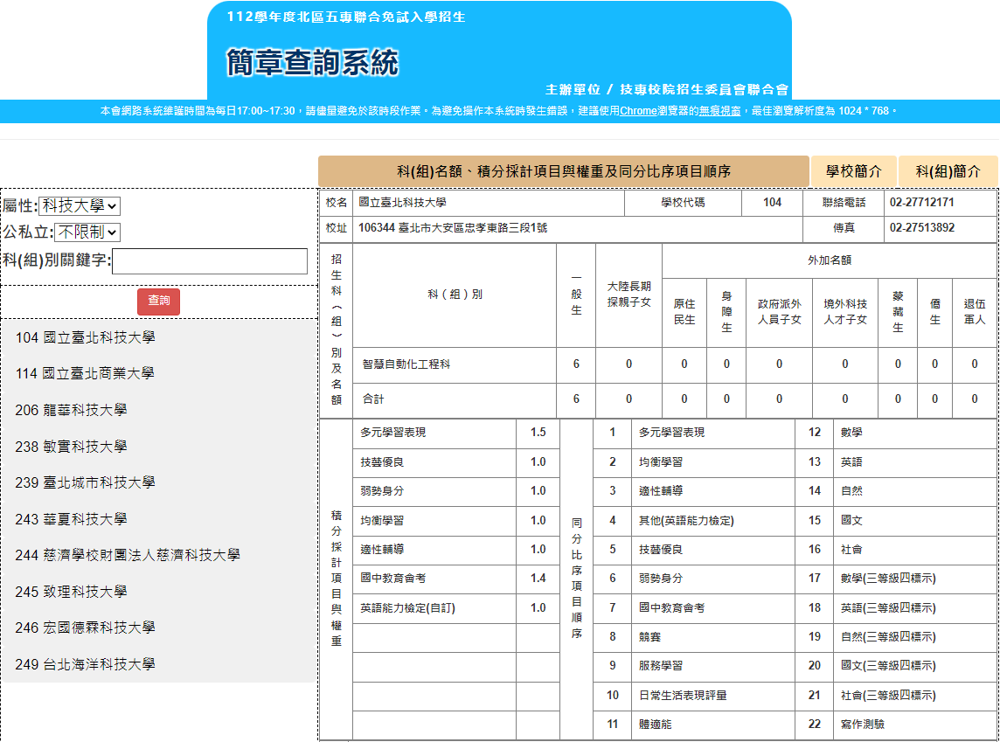 112學年度北區五專聯合免試入學招生
簡章查詢系統
主辦單位 / 技專校院招生委員會聯合會
本會網路系統維護時間為每日17:00~17:30，請儘量避免於該時段作業。為避免操作本系統時發生錯誤，建議使用Chrome瀏覽器的無痕視窗，最佳瀏覽解析度為 1024 * 768。
科(組)名額、積分採計項目與權重及同分比序項目順序 學校簡介 科(組)簡介
屬性:科技大學
公私立:不限制
科(組)別關鍵字:
查詢
104 國立臺北科技大學
114 國立臺北商業大學
206 龍華科技大學
238 敏實科技大學
239 臺北城市科技大學
243 華夏科技大學
244 慈濟學校財團法人慈濟科技大學
245 致理科技大學
246 宏國德霖科技大學
249 台北海洋科技大學
校名 國立臺北科技大學 學校代碼 104 聯絡電話 02-27712171
校址 106344 臺北市大安區忠孝東路三段1號 傳真 02-27513892
招生科（組）別及名額
科（組）別 一般生 大陸長期探親子女 外加名額
原住民生 身障生 政府派外人員子女 境外科技人才子女 蒙藏生 僑生 退伍軍人
智慧自動化工程科 6 0 0 0 0 0 0 0 0
合計 6 0 0 0 0 0 0 0 0
積分採計項目與權重
多元學習表現 1.5
技藝優良 1.0
弱勢身分 1.0
均衡學習 1.0
適性輔導 1.0
國中教育會考 1.4
英語能力檢定(自訂) 1.0
同分比序項目順序
1 多元學習表現 12 數學
2 均衡學習 13 英語
3 適性輔導 14 自然
4 其他(英語能力檢定) 15 國文
5 技藝優良 16 社會
6 弱勢身分 17 數學(三等級四標示)
7 國中教育會考 18 英語(三等級四標示)
8 競賽 19 自然(三等級四標示)
9 服務學習 20 國文(三等級四標示)
10 日常生活表現評量 21 社會(三等級四標示)
11 體適能 22 寫作測驗